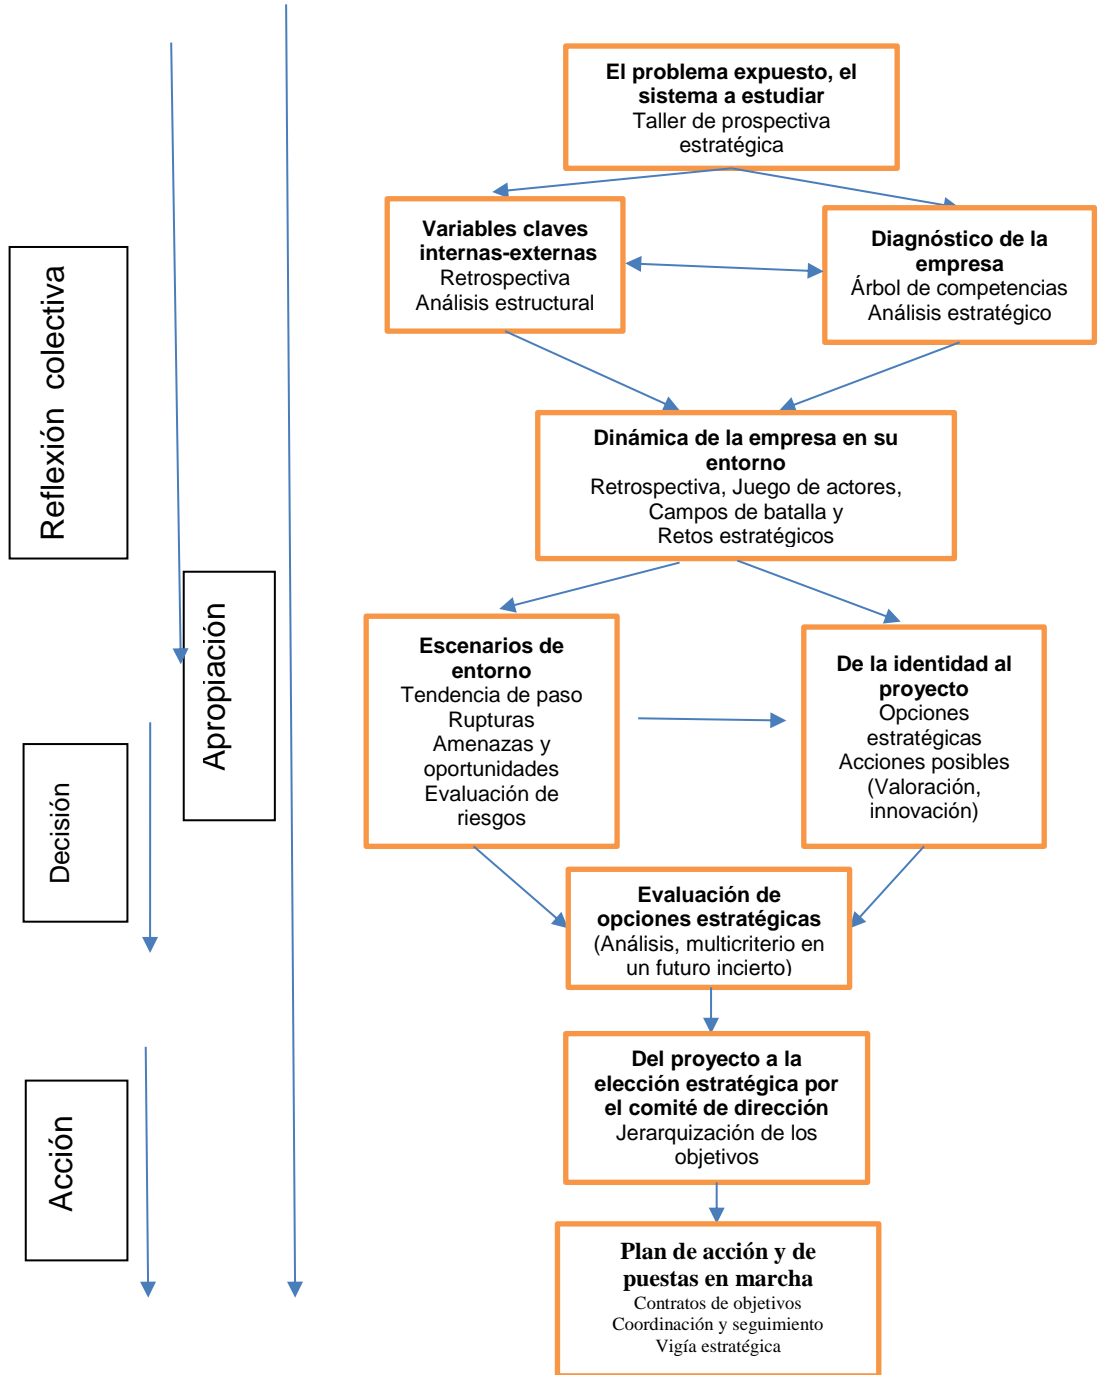 El problema expuesto, el
sistema a estudiar
Taller de prospectiva
estratégica
Variables claves
internas-externas
Retrospectiva
Análisis estructural
Diagnóstico de la
empresa
Árbol de competencias
Análisis estratégico
Reflexión colectiva
Dinámica de la empresa en su
entorno
Retrospectiva, Juego de actores,
Campos de batalla y
Retos estratégicos
Apropiación
Escenarios de
entorno
Tendencia de paso
Rupturas
Amenazas y
oportunidades
Evaluación de
riesgos
De la identidad al
proyecto
Opciones
estratégicas
Acciones posibles
(Valoración,
innovación)
Decisión
Evaluación de
opciones estratégicas
(Análisis, multicriterio en
un futuro incierto)
Del proyecto a la
elección estratégica por
el comité de dirección
Jerarquización de los
objetivos
Acción
Plan de acción y de
puestas en marcha
Contratos de objetivos
Coordinación y seguimiento
Vigía estratégica